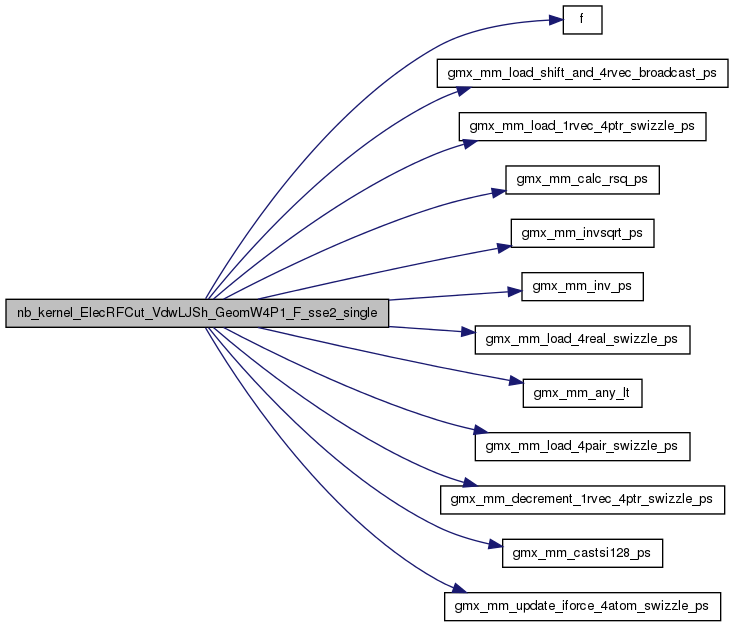 f
gmx_mm_load_shift_and_4rvec_broadcast_ps
gmx_mm_load_1rvec_4ptr_swizzle_ps
gmx_mm_calc_rsq_ps
gmx_mm_invsqrt_ps
gmx_mm_inv_ps
nb_kernel_ElecRFCut_VdwLJSh_GeomW4P1_F_sse2_single
gmx_mm_load_4real_swizzle_ps
gmx_mm_any_lt
gmx_mm_load_4pair_swizzle_ps
gmx_mm_decrement_1rvec_4ptr_swizzle_ps
gmx_mm_castsi128_ps
gmx_mm_update_iforce_4atom_swizzle_ps